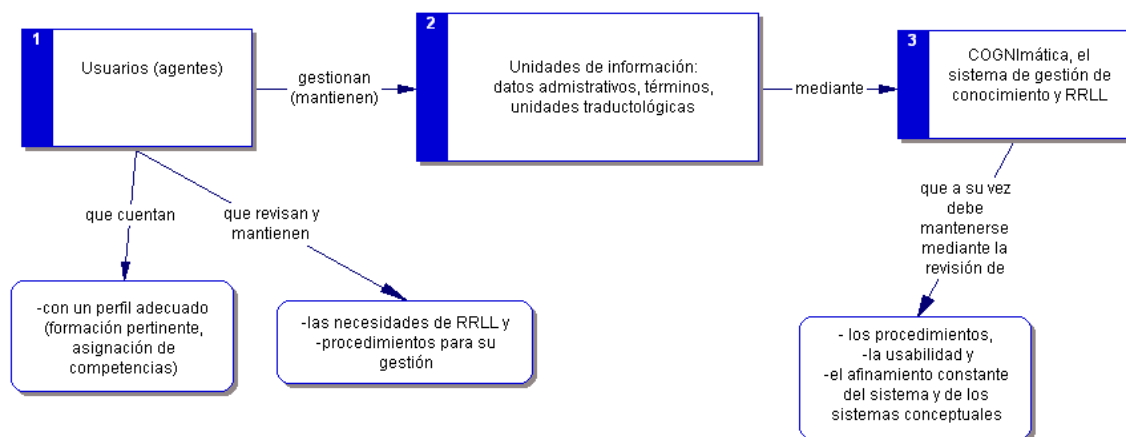 1
Usuarios (agentes)
gestionan
(mantienen)
2
Unidades de información:
datos admistrativos, términos,
unidades traductológicas
mediante
3
COGNImática, el
sistema de gestión de
conocimiento y RRLL
que cuentan
que revisan y
mantienen
que a su vez
debe
mantenerse
mediante la
revisión de
-con un perfil adecuado
(formación pertinente,
asignación de
competencias)
-las necesidades de RRLL y
-procedimientos para su
gestión
- los procedimientos,
-la usabilidad y
-el afinamiento constante
del sistema y de los
sistemas conceptuales